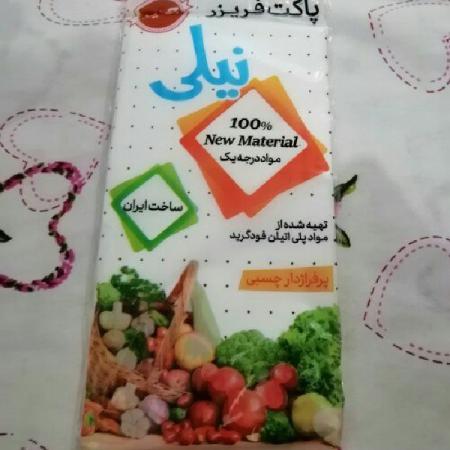 پاکت فریزر
نیلی
100%
New Material
مواد درجه یک
ساخت ایران
تهیه شده از
مواد پلی اتیلن فودگرید
پرفراژدار چسبی